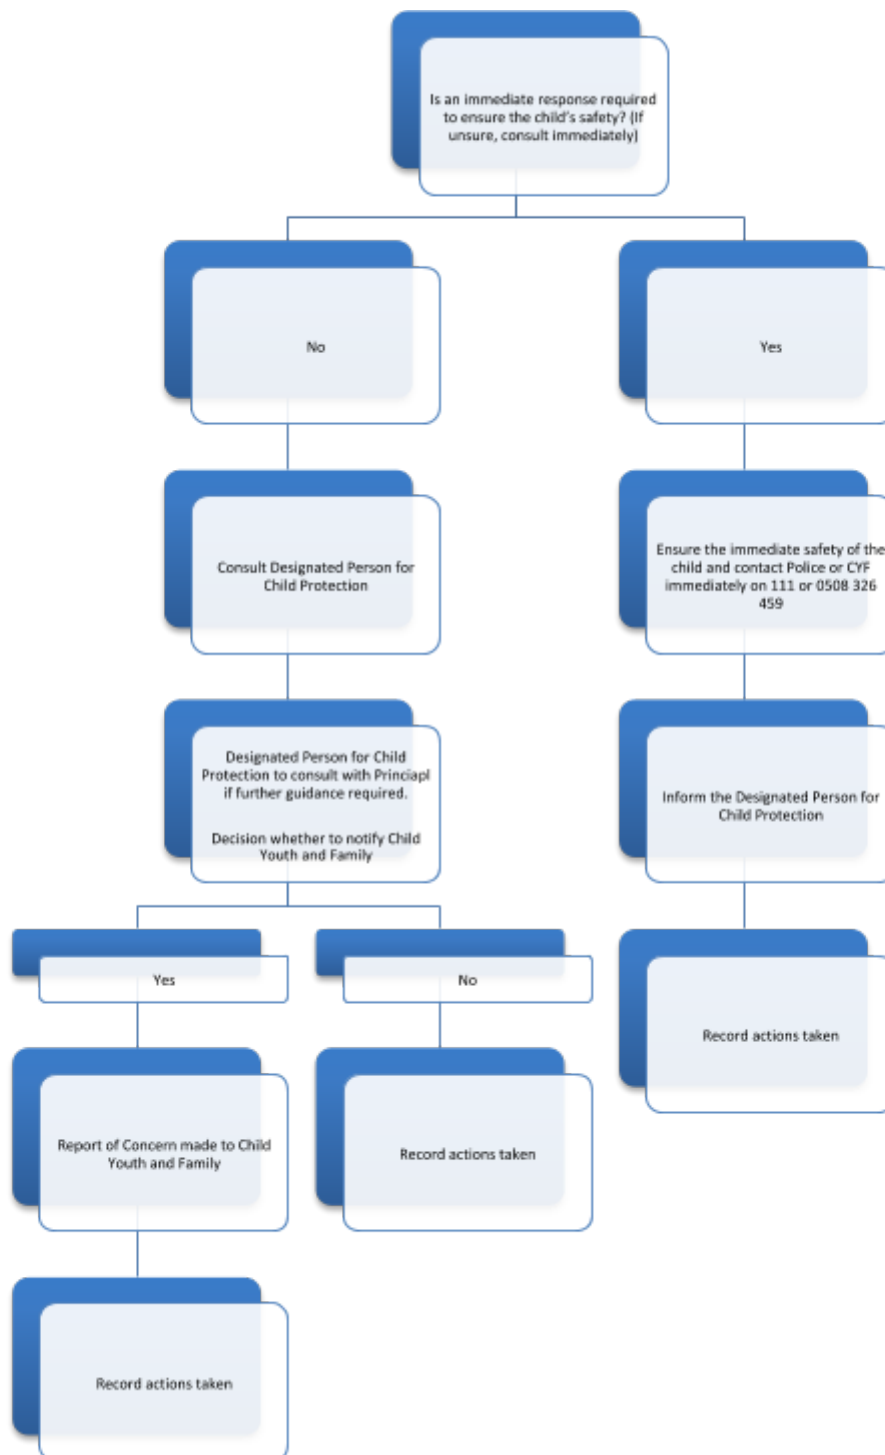 Is an immediate response required
to ensure the child's safety? (If
unsure, consult immediately)
No
Yes
Consult Designated Person for
Child Protection
Ensure the immediate safety of the
child and contact Police or CYF
immediately on 111 or 0508 326
459
Designated Person for Child
Protection to consult with Princiapl
if further guidance required.
Decision whether to notify Child
Youth and Family
Inform the Designated Person for
Child Protection
Yes
No
Record actions taken
Report of Concern made to Child
Youth and Family
Record actions taken
Record actions taken